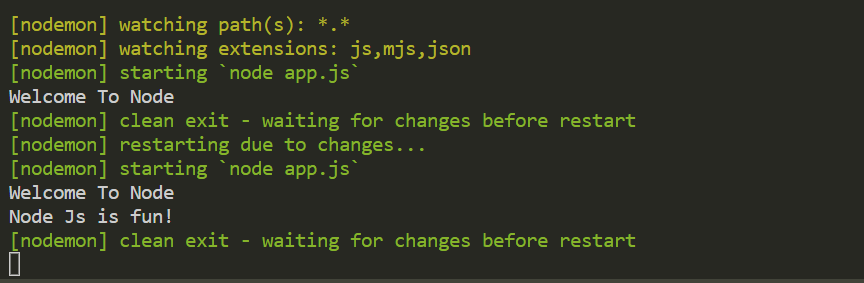 [nodemon] watching path(s): *.*
[nodemon] watching extensions: js,mjs,json
[nodemon] starting `node app.js`
Welcome To Node
[nodemon] clean exit - waiting for changes before restart
[nodemon] restarting due to changes...
[nodemon] starting `node app.js`
Welcome To Node
Node Js is fun!
[nodemon] clean exit - waiting for changes before restart